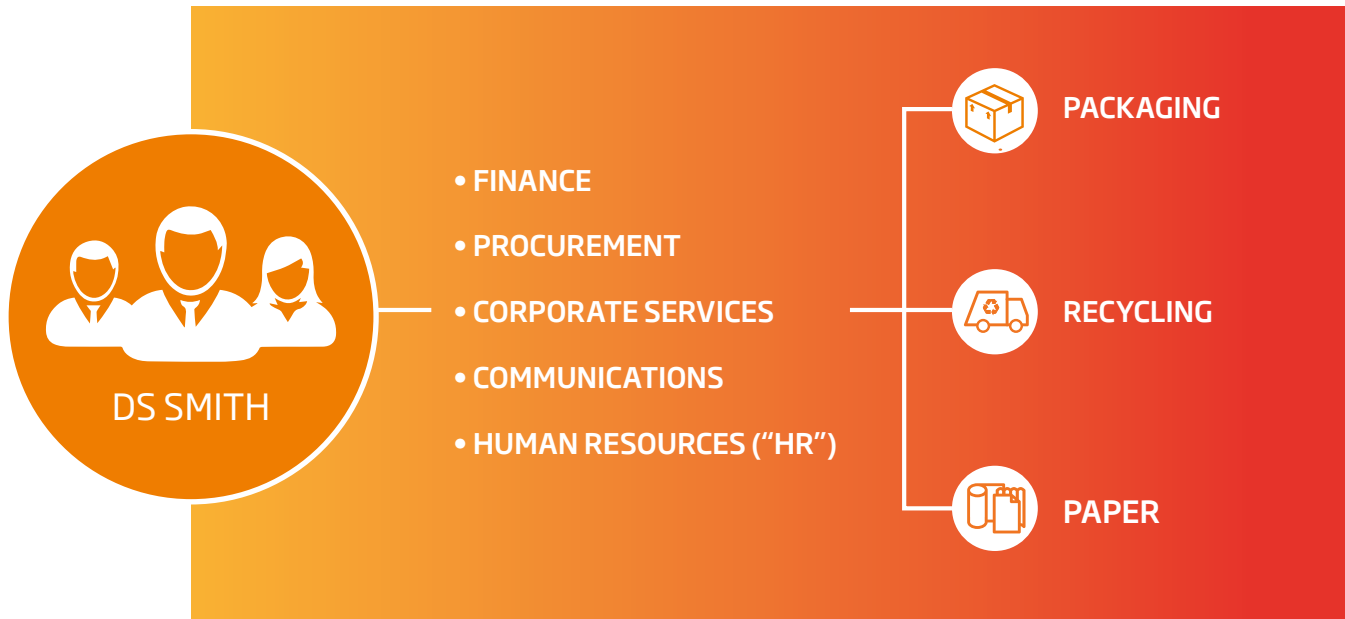 DS SMITH
• FINANCE
• PROCUREMENT
• CORPORATE SERVICES
• COMMUNICATIONS
• HUMAN RESOURCES (“HR”)
PACKAGING
RECYCLING
PAPER